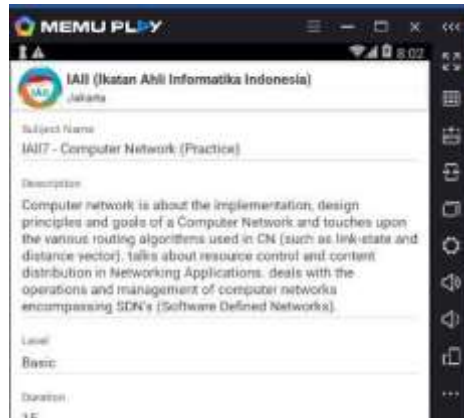 MEMU PLAY
8:02
IAII (Ikatan Ahli Informatika Indonesia)
Jakarta
Subject Name
IAII7 - Computer Network (Practice)
Description
Computer network is about the implementation, design
principles and goals of a Computer Network and touches upon
the various routing algorithms used in CN (such as link-state and
distance vector). talks about resource control and content
distribution in Networking Applications. deals with the
operations and management of computer networks
encompassing SDN's (Software Defined Networks).
Level
Basic
Duration
15